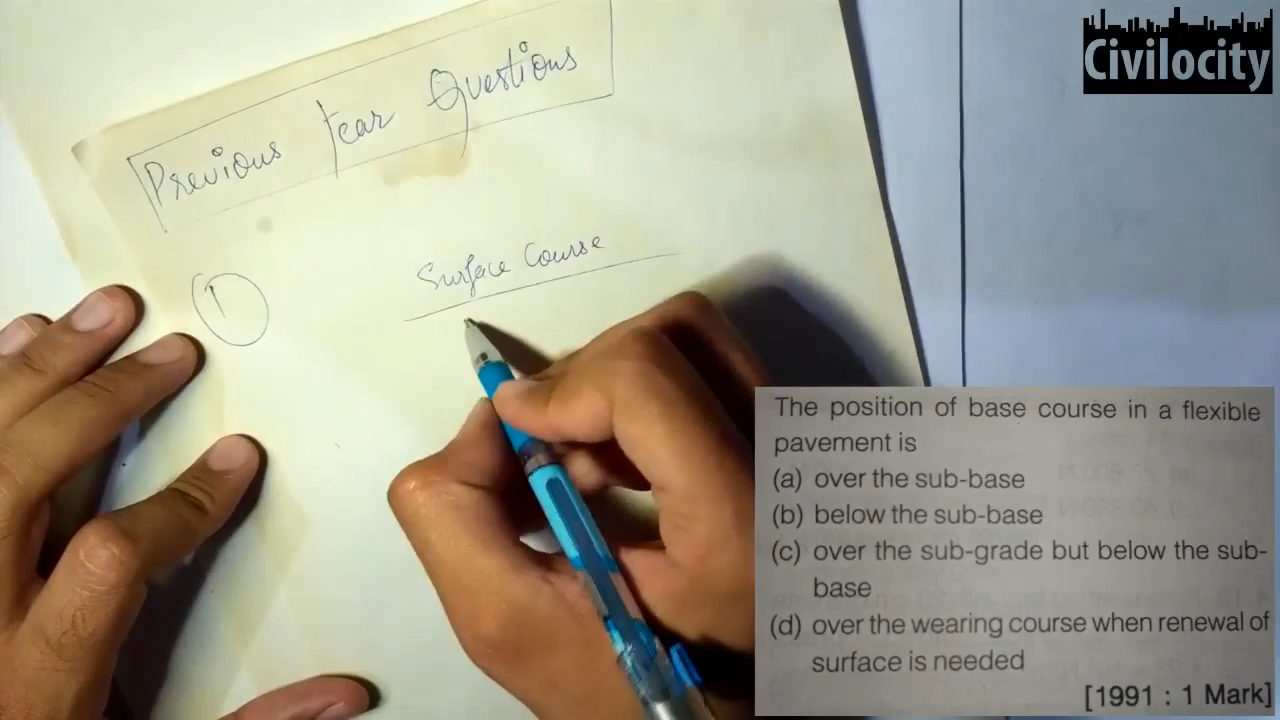 Civilocity
Previous Year Questions
1
Surface Course
The position of base course in a flexible
pavement is
(a) over the sub-base
(b) below the sub-base
(c) over the sub-grade but below the sub-
base
(d) over the wearing course when renewal of
surface is needed
[1991 : 1 Mark]